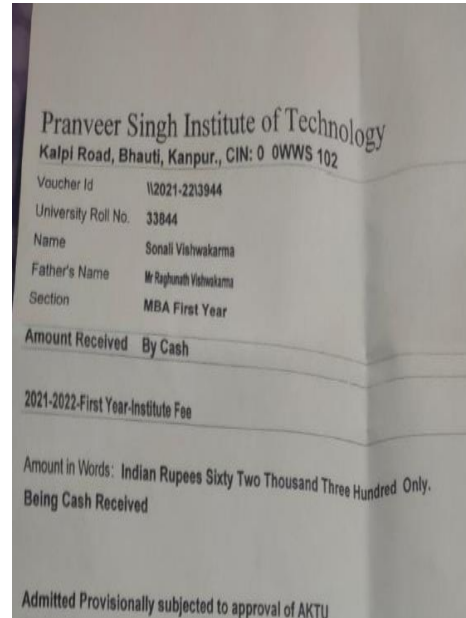 Pranveer Singh Institute of Technology
Kalpi Road, Bhauti, Kanpur., CIN: 0 0WWS 102
Voucher Id \\2021-22\3944
University Roll No. 33844
Name Sonali Vishwakarma
Father's Name Mr Raghunath Vishwakarma
Section MBA First Year
Amount Received By Cash
2021-2022-First Year-Institute Fee
Amount in Words: Indian Rupees Sixty Two Thousand Three Hundred Only.
Being Cash Received
Admitted Provisionally subjected to approval of AKTU